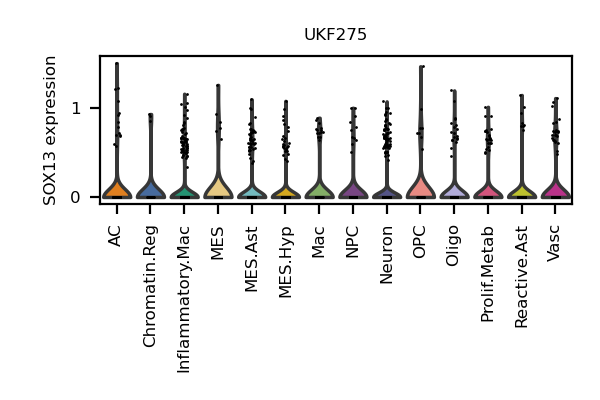 UKF275
SOX13 expression
1
0
AC
Chromatin.Reg
Inflammatory.Mac
MES
MES.Ast
MES.Hyp
Mac
NPC
Neuron
OPC
Oligo
Prolif.Metab
Reactive.Ast
Vasc